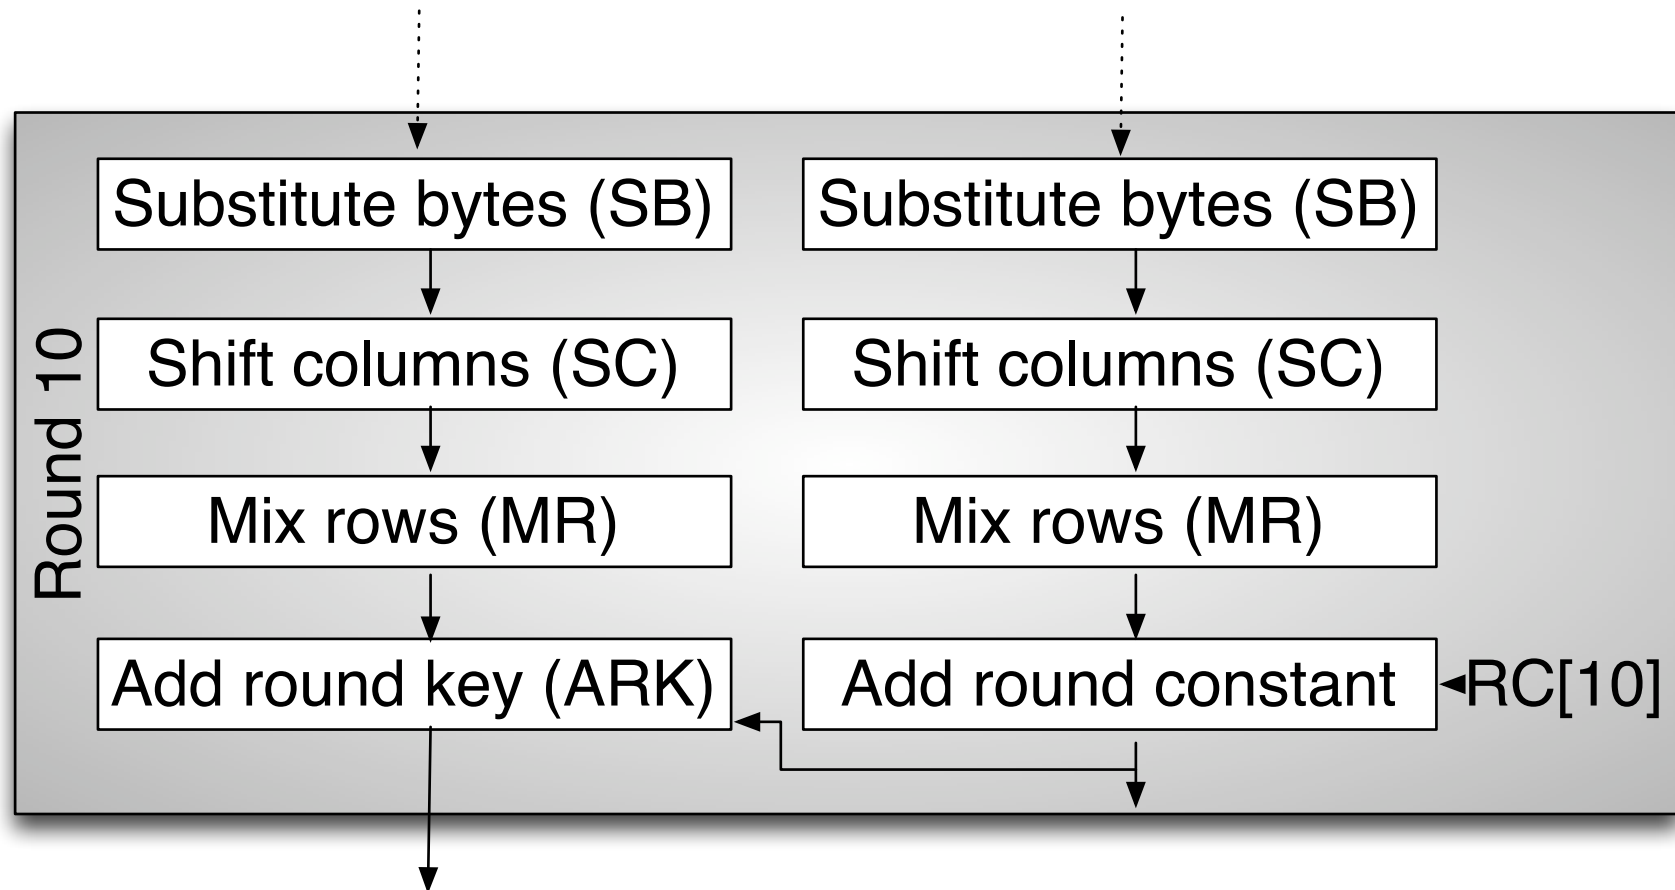 Substitute bytes (SB)
Substitute bytes (SB)
Shift columns (SC)
Shift columns (SC)
Round 10
Mix rows (MR)
Mix rows (MR)
Add round key (ARK)
Add round constant
RC[10]